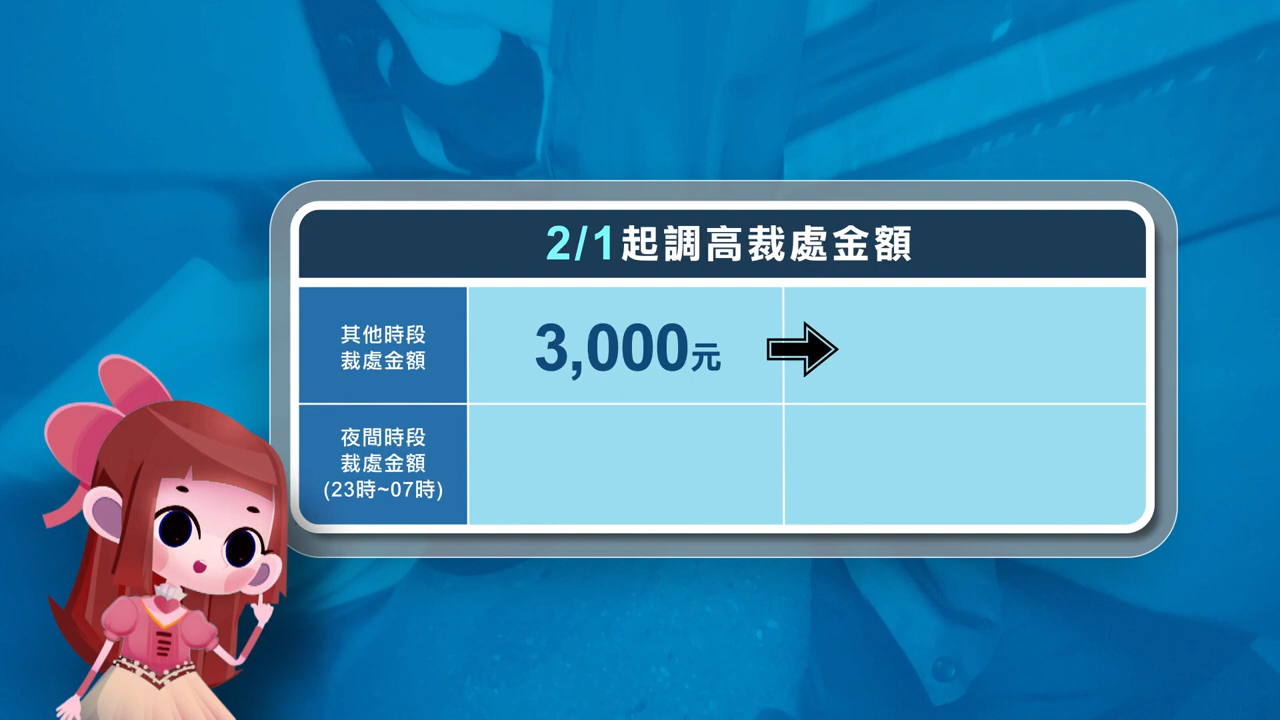 2/1起調高裁處金額
其他時段
裁處金額
3,000元
夜間時段
裁處金額
(23時~07時)